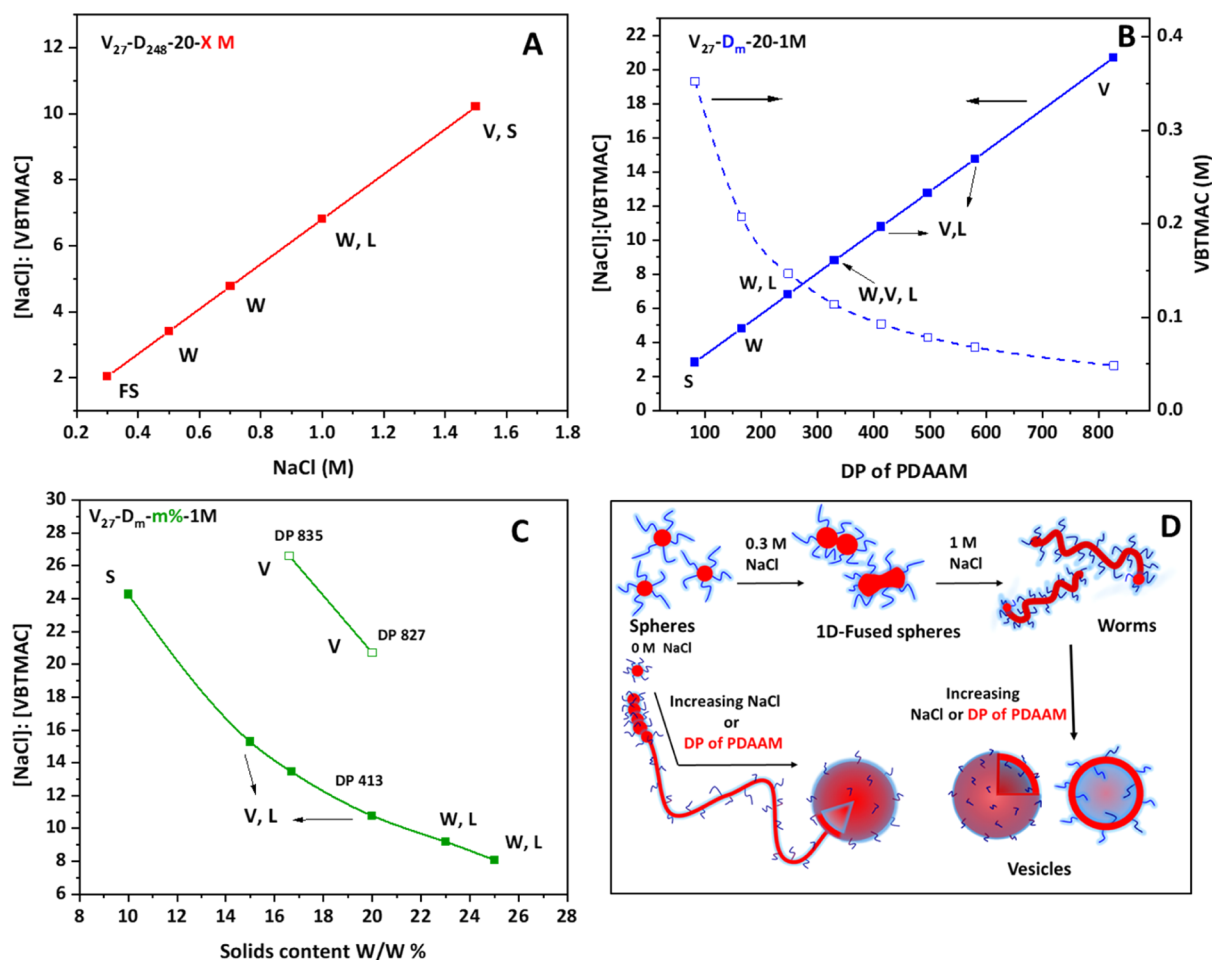 A
V27-D248-20-X M
[NaCl]: [VBTMAC]
12
10
8
6
4
2
V, S
W, L
W
W
FS
0.2 0.4 0.6 0.8 1.0 1.2 1.4 1.6 1.8
NaCl (M)
B
V27-Dm-20-1M
[NaCl]:[VBTMAC]
22
20
18
16
14
12
10
8
6
4
2
0
V
V,L
W,V, L
W, L
W
S
0.4
0.3
0.2
0.1
0.0
VBTMAC (M)
100 200 300 400 500 600 700 800
DP of PDAAM
C
V27-Dm-m%-1M
[NaCl]: [VBTMAC]
30
28
26
24
22
20
18
16
14
12
10
8
6
DP 835
V
S
DP 827
V
DP 413
V, L
W, L
W, L
8 10 12 14 16 18 20 22 24 26 28
Solids content W/W %
D
0.3 M
NaCl
1 M
NaCl
Spheres
0 M NaCl
1D-Fused spheres
Worms
Increasing NaCl
or
DP of PDAAM
Increasing
NaCl or DP of PDAAM
Vesicles